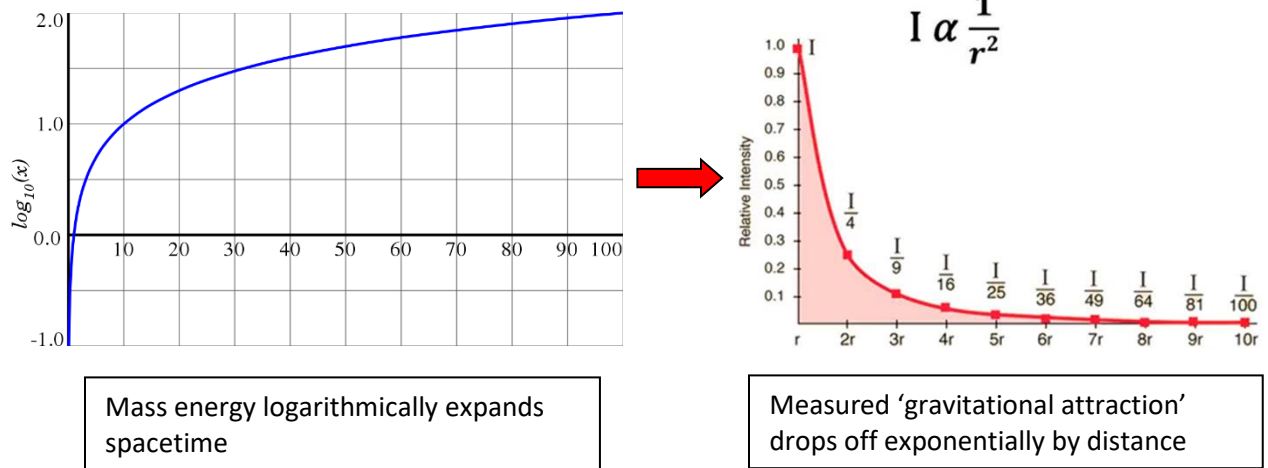 2.0
1.0
0.0
-1.0
log10(x)
10 20 30 40 50 60 70 80 90 100
Mass energy logarithmically expands
spacetime
I α 1/r²
1.0
0.9
0.8
0.7
0.6
0.5
0.4
0.3
0.2
0.1
Relative Intensity
I
I/4
I/9
I/16
I/25
I/36
I/49
I/64
I/81
I/100
r 2r 3r 4r 5r 6r 7r 8r 9r 10r
Measured ‘gravitational attraction’
drops off exponentially by distance